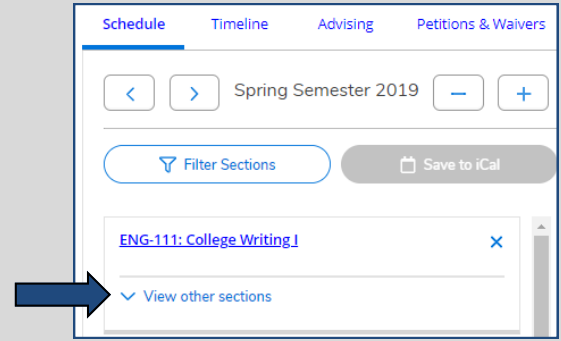 Schedule Timeline Advising Petitions & Waivers
Spring Semester 2019
Filter Sections Save to iCal
ENG-111: College Writing I
View other sections